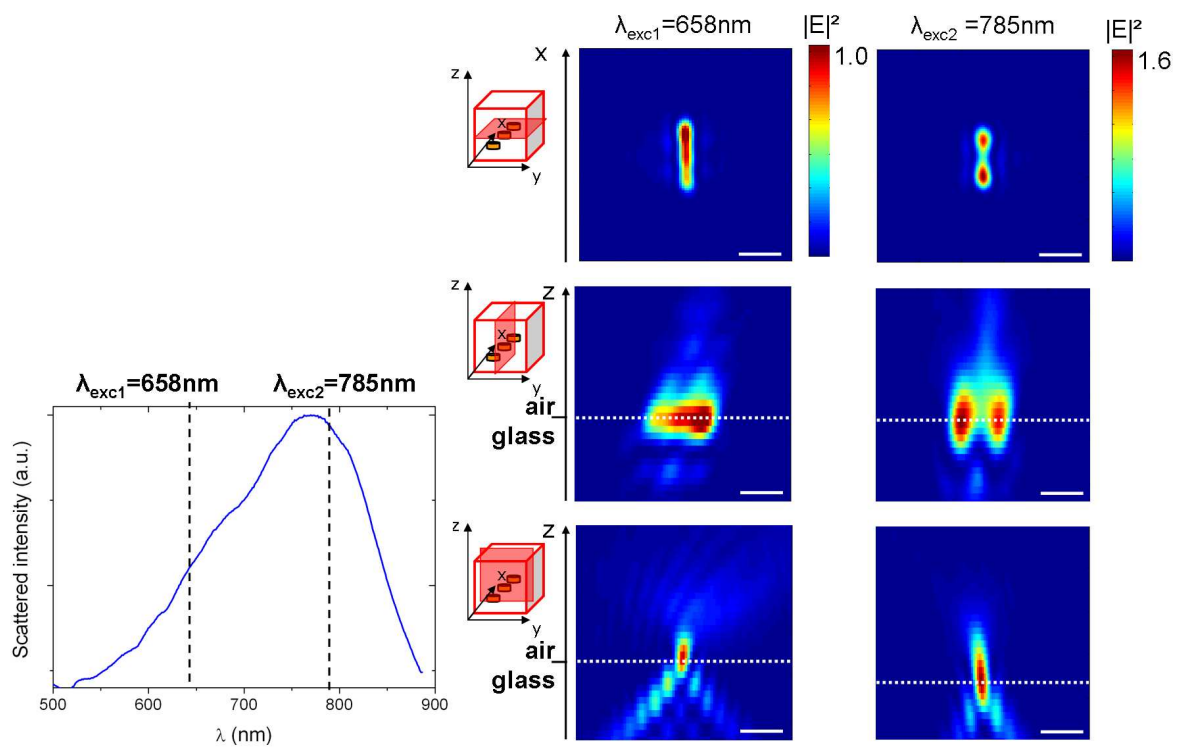 λexc1=658nm
|E|²
λexc2 =785nm
|E|²
X
1.0
1.6
z
x
y
z
x
y
Z
air
glass
λexc1=658nm
λexc2=785nm
Scattered intensity (a.u.)
500 600 700 800 900
λ (nm)
z
x
y
Z
air
glass